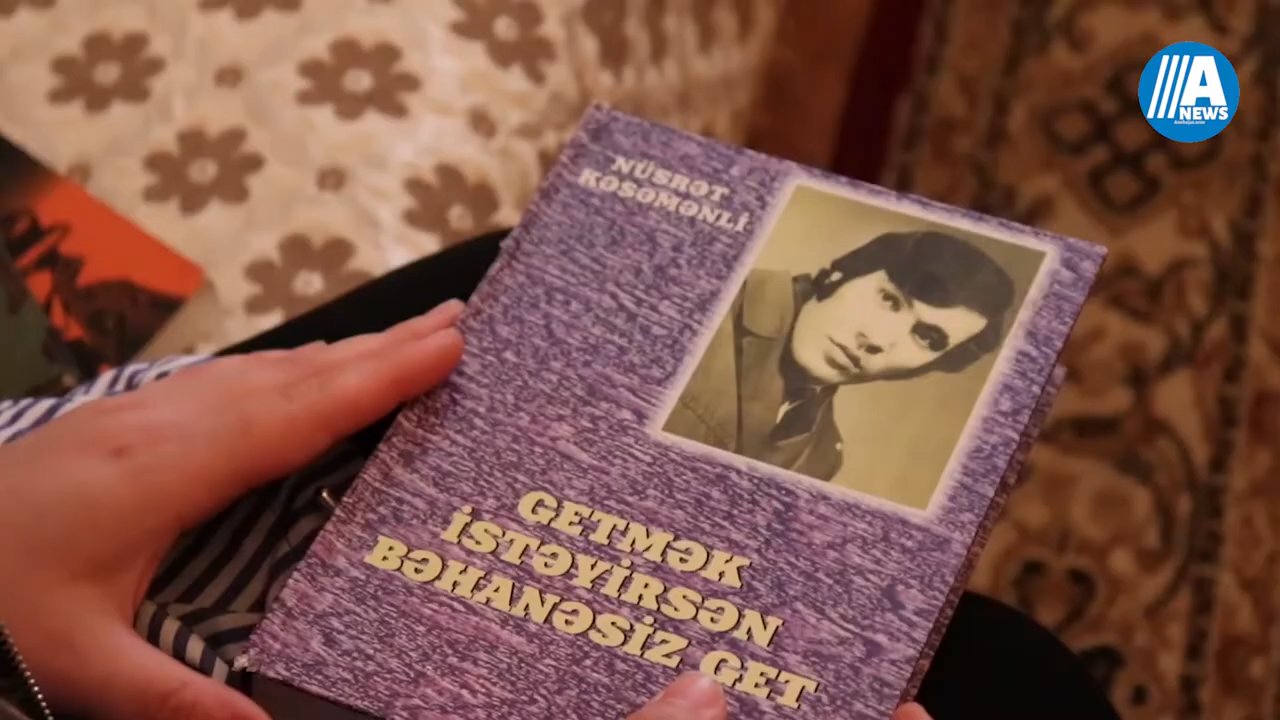 NÜSRƏT
KƏSƏMƏNLİ
GETMƏK
İSTƏYİRSƏN
BƏHANƏSİZ GET
A
NEWS